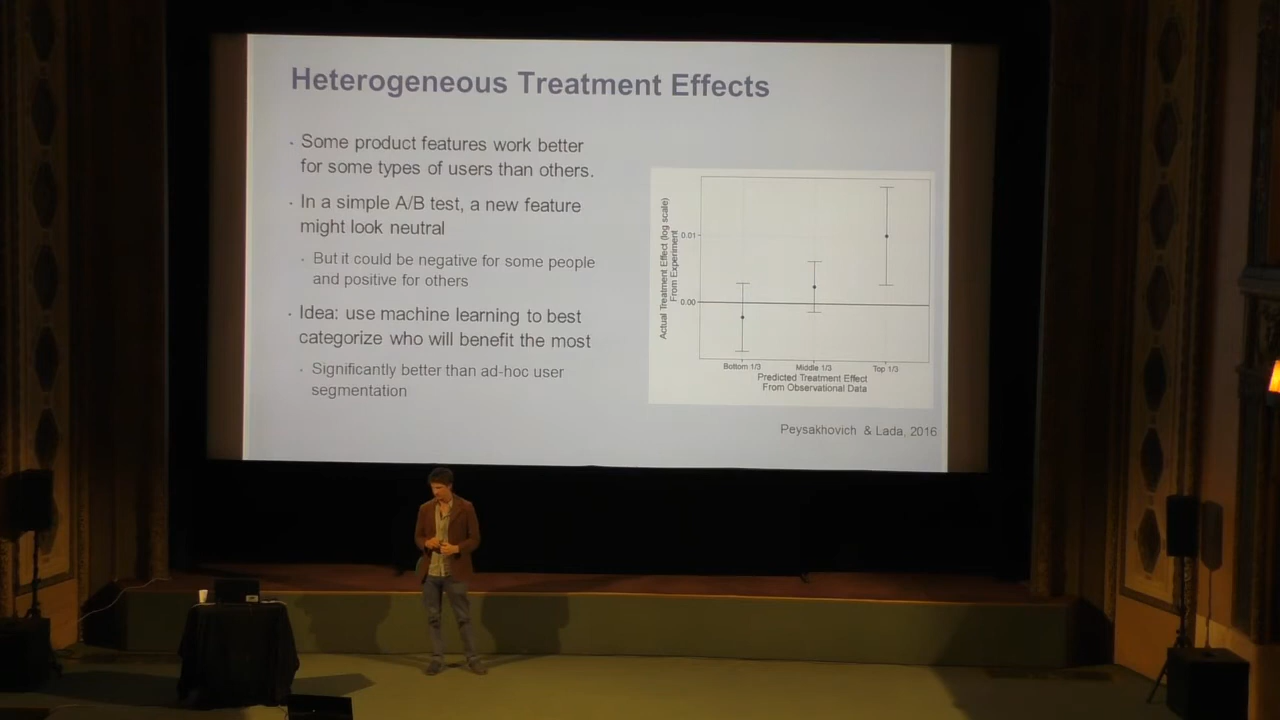 Heterogeneous Treatment Effects
· Some product features work better
for some types of users than others.
· In a simple A/B test, a new feature
might look neutral
· But it could be negative for some people
and positive for others
· Idea: use machine learning to best
categorize who will benefit the most
· Significantly better than ad-hoc user
segmentation
Actual Treatment Effect (log scale)
From Experiment
0.01
0.00
Bottom 1/3 Middle 1/3 Top 1/3
Predicted Treatment Effect
From Observational Data
Peysakhovich & Lada, 2016